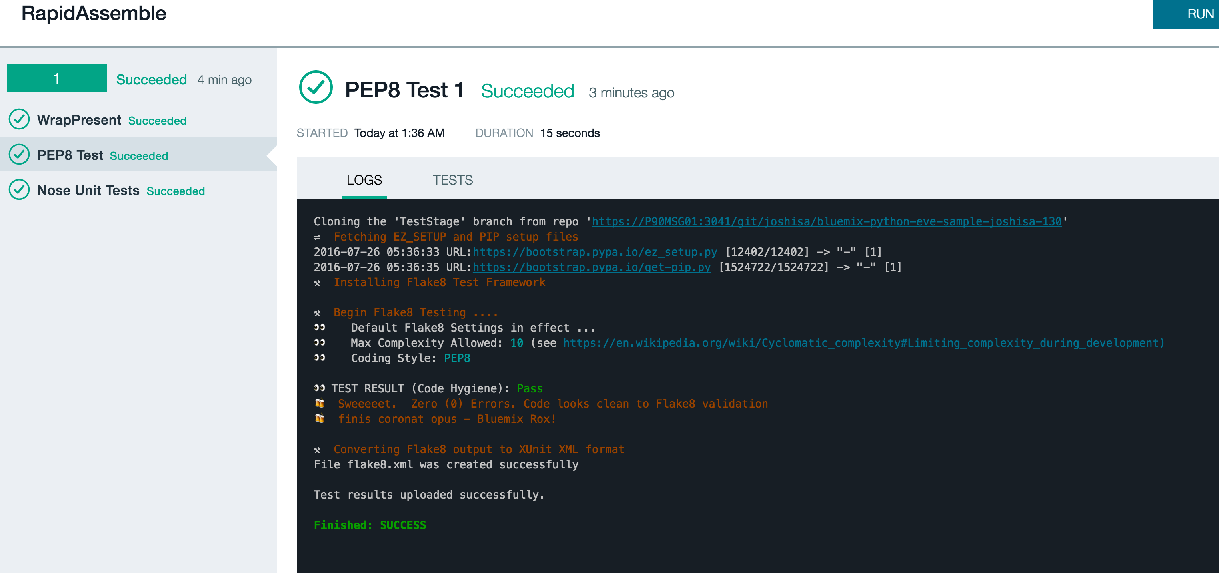 RapidAssemble
RUN
1 Succeeded 4 min ago
WrapPresent Succeeded
PEP8 Test Succeeded
Nose Unit Tests Succeeded
PEP8 Test 1 Succeeded 3 minutes ago
STARTED Today at 1:36 AM DURATION 15 seconds
LOGS TESTS
Cloning the 'TestStage' branch from repo 'https://P90MSG01:3041/git/joshisa/bluemix-python-eve-sample-joshisa-130'
⇌ Fetching EZ_SETUP and PIP setup files
2016-07-26 05:36:33 URL:https://bootstrap.pypa.io/ez_setup.py [12402/12402] -> "-" [1]
2016-07-26 05:36:35 URL:https://bootstrap.pypa.io/get-pip.py [1524722/1524722] -> "-" [1]
⚒ Installing Flake8 Test Framework
⚒ Begin Flake8 Testing ....
👀 Default Flake8 Settings in effect ...
👀 Max Complexity Allowed: 10 (see https://en.wikipedia.org/wiki/Cyclomatic_complexity#Limiting_complexity_during_development)
👀 Coding Style: PEP8
👀 TEST RESULT (Code Hygiene): Pass
🍻 Sweeeeet. Zero (0) Errors. Code looks clean to Flake8 validation
🍻 finis coronat opus - Bluemix Rox!
⚒ Converting Flake8 output to XUnit XML format
File flake8.xml was created successfully
Test results uploaded successfully.
Finished: SUCCESS